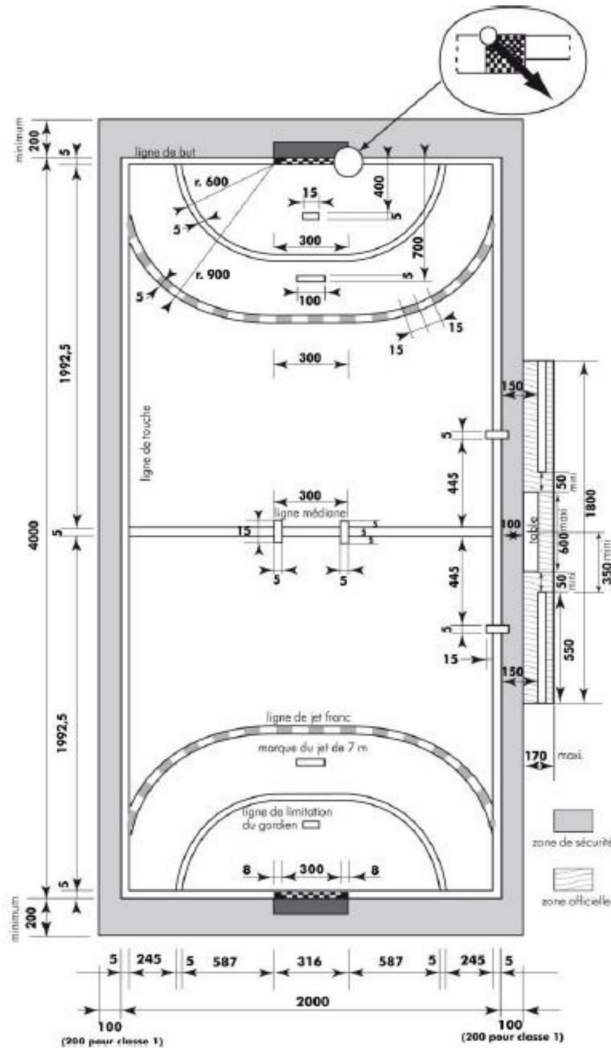 minimum
200
5
ligne de but
r. 600
15
400
5
5
300
700
r. 900
5
5
100
15
15
300
1992,5
ligne de touche
150
5
445
50
mini
1800
300
ligne médiane
15
5
5
5
100
table
600
maxi
350
mini
4000
5
5
5
445
50
mini
5
15
550
150
1992,5
ligne de jet franc
marque du jet de 7 m
170
maxi.
ligne de limitation
du gardien
zone de sécurité
5
8
300
8
zone officielle
minimum
200
5
245
5
587
316
587
5
245
5
2000
100
100
(200 pour classe 1)
(200 pour classe 1)